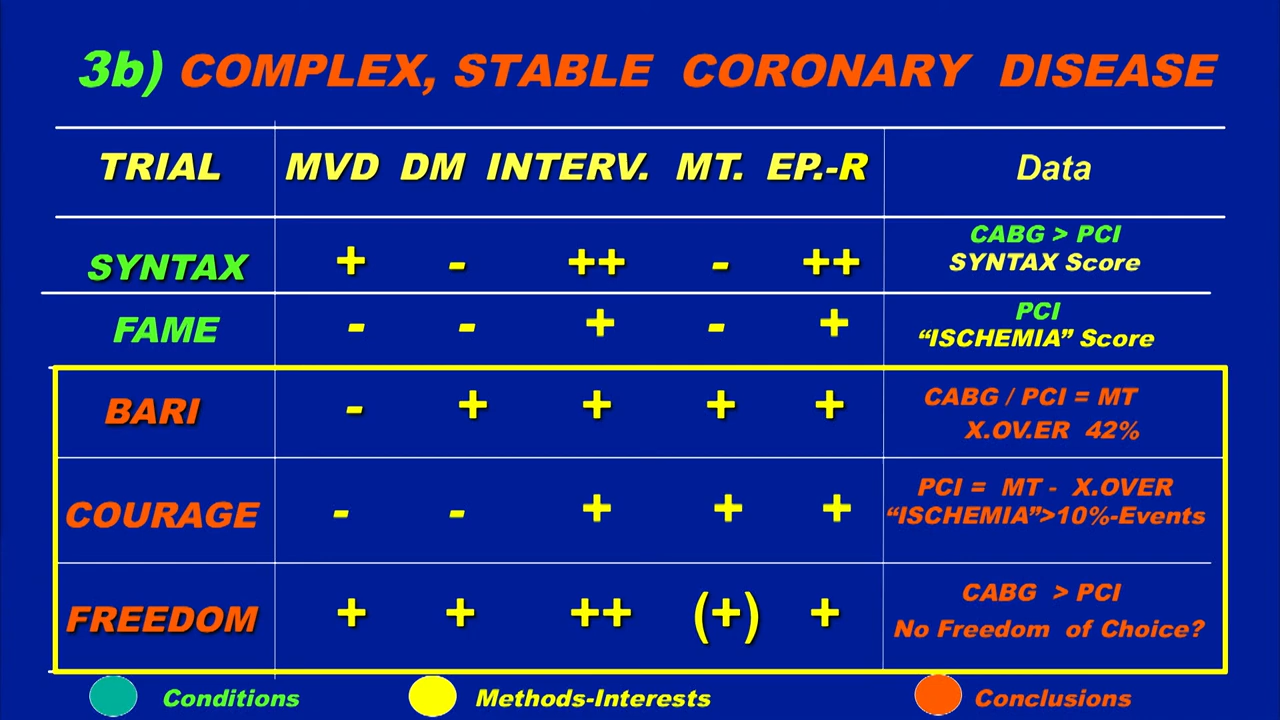 3b) COMPLEX, STABLE CORONARY DISEASE
TRIAL MVD DM INTERV. MT. EP.-R Data
SYNTAX + - ++ - ++ CABG > PCI
SYNTAX Score
FAME - - + - + PCI
“ISCHEMIA” Score
BARI - + + + + CABG / PCI = MT
X.OV.ER 42%
COURAGE - - + + + PCI = MT - X.OVER
“ISCHEMIA”>10%-Events
FREEDOM + + ++ (+) + CABG > PCI
No Freedom of Choice?
Conditions Methods-Interests Conclusions